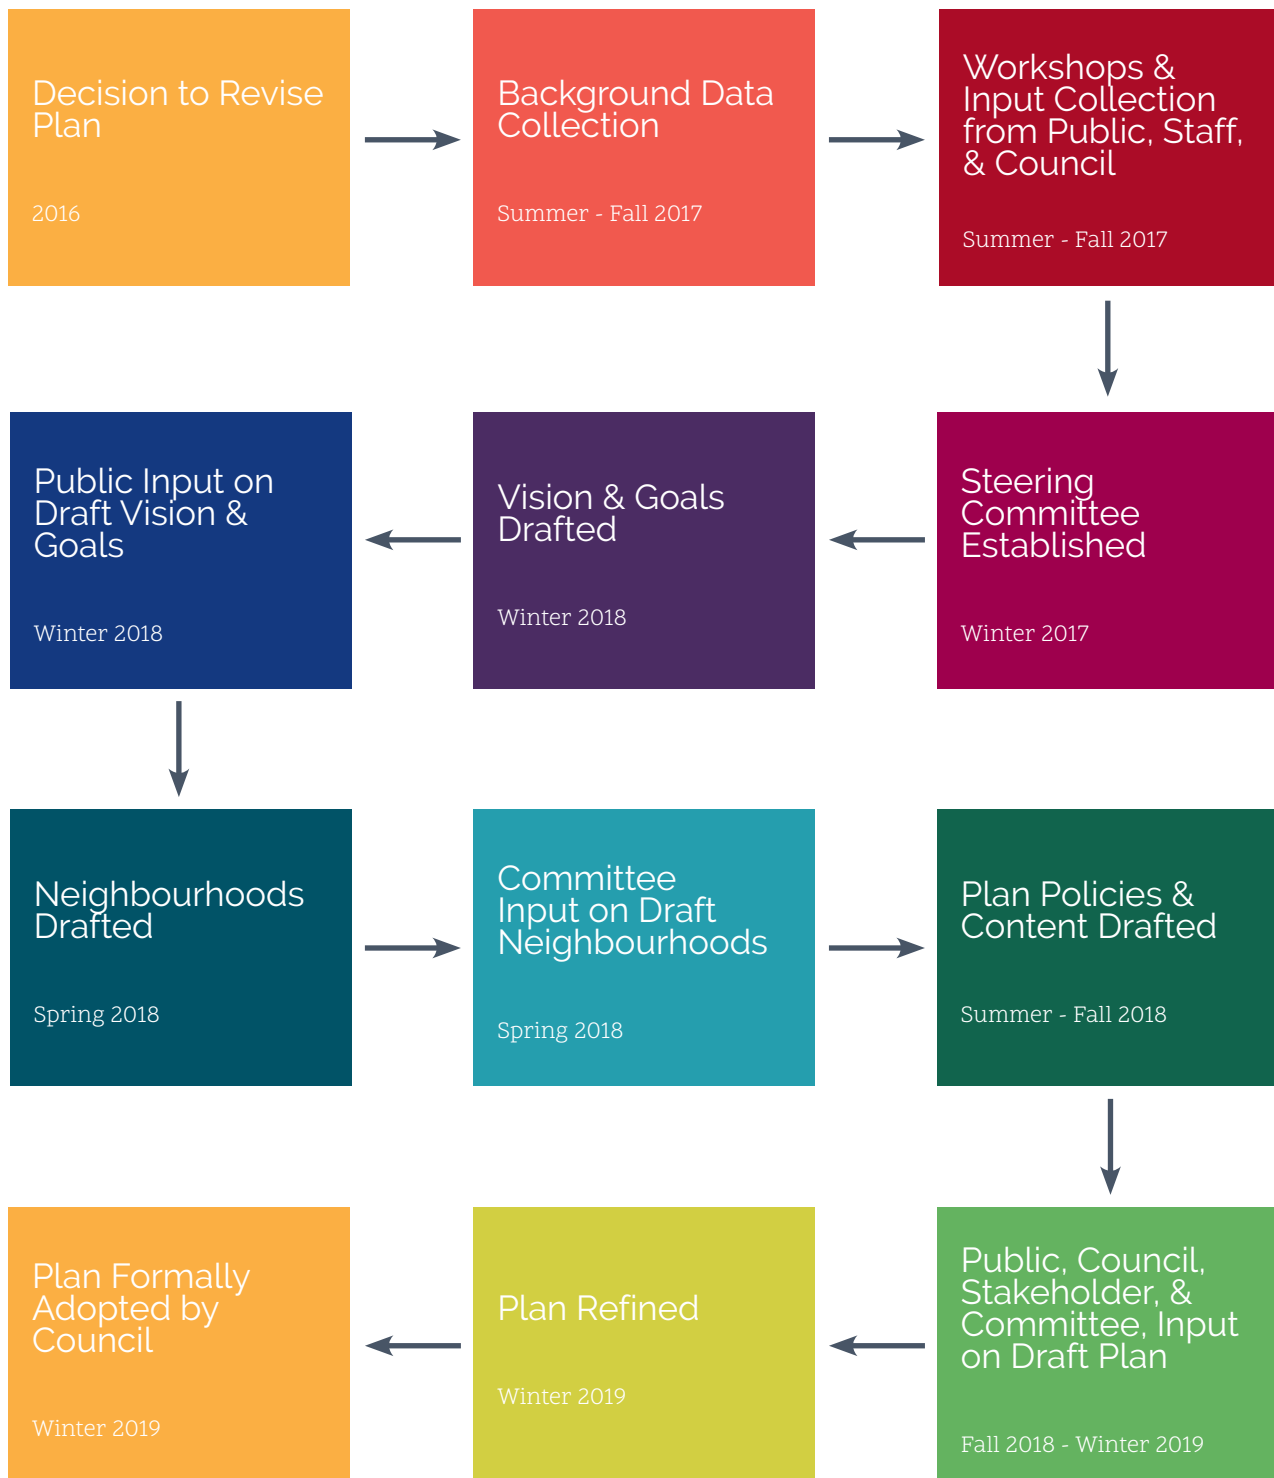 Decision to Revise
Plan
2016
Background Data
Collection
Summer - Fall 2017
Workshops &
Input Collection
from Public, Staff,
& Council
Summer - Fall 2017
Steering
Committee
Established
Winter 2017
Vision & Goals
Drafted
Winter 2018
Public Input on
Draft Vision &
Goals
Winter 2018
Neighbourhoods
Drafted
Spring 2018
Committee
Input on Draft
Neighbourhoods
Spring 2018
Plan Policies &
Content Drafted
Summer - Fall 2018
Public, Council,
Stakeholder, &
Committee, Input
on Draft Plan
Fall 2018 - Winter 2019
Plan Refined
Winter 2019
Plan Formally
Adopted by
Council
Winter 2019